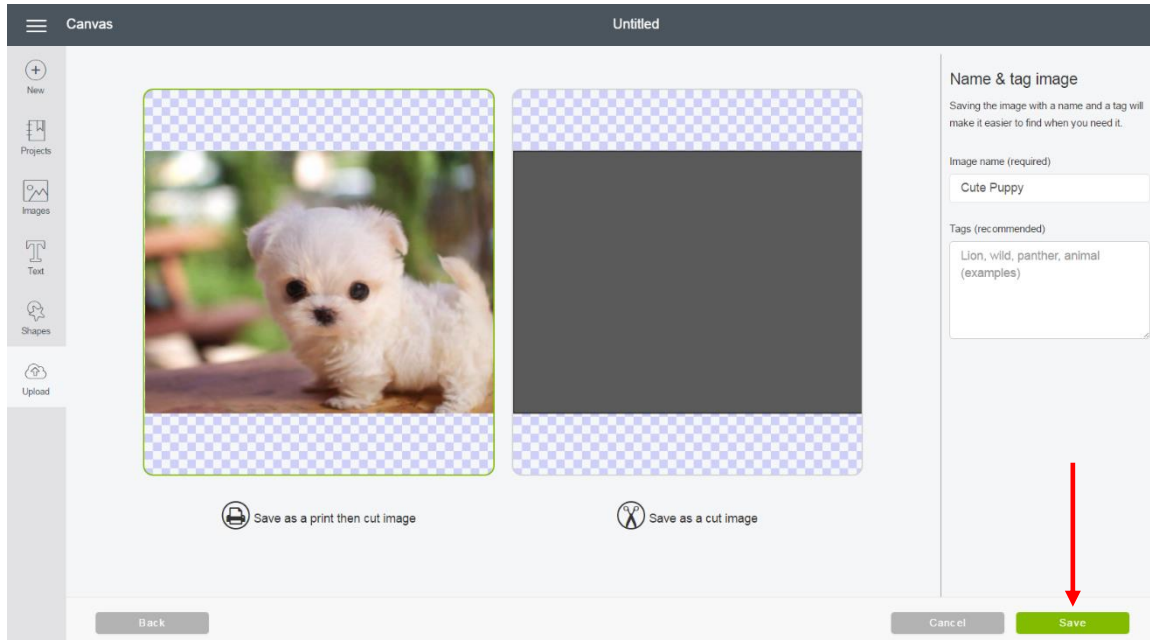 Canvas
Untitled
New
Projects
Images
Text
Shapes
Upload
Save as a print then cut image
Save as a cut image
Name & tag image
Saving the image with a name and a tag will
make it easier to find when you need it.
Image name (required)
Cute Puppy
Tags (recommended)
Lion, wild, panther, animal
(examples)
Back
Cancel
Save